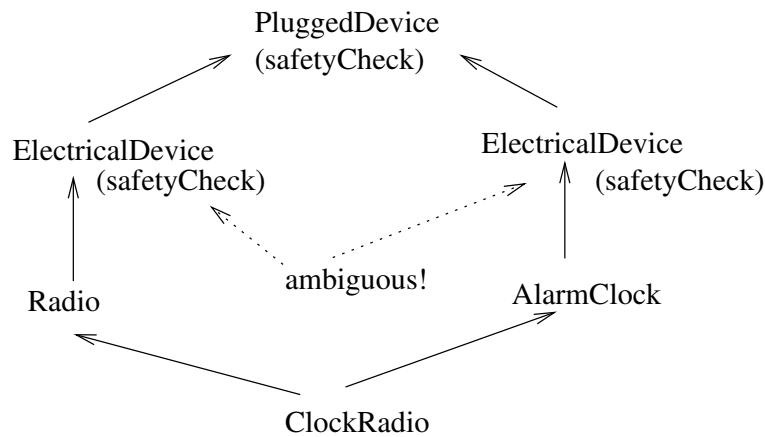 PluggedDevice
(safetyCheck)
ElectricalDevice
(safetyCheck)
ElectricalDevice
(safetyCheck)
ambiguous!
Radio
AlarmClock
ClockRadio